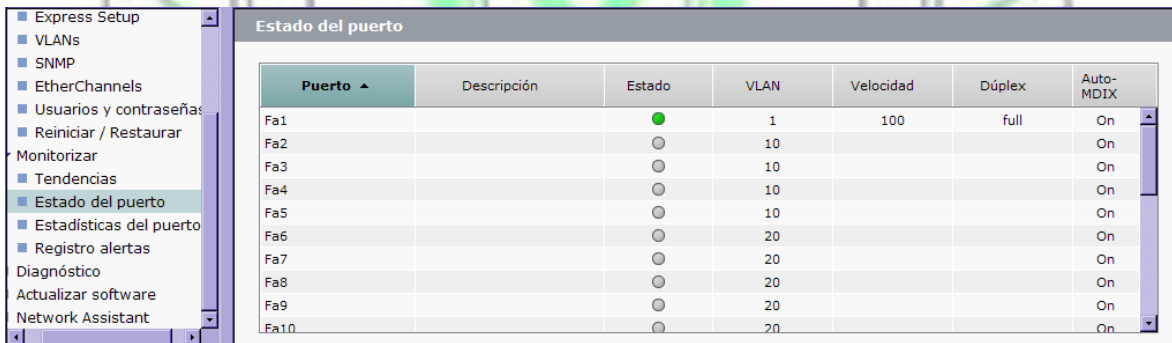 Express Setup
VLANs
SNMP
EtherChannels
Usuarios y contraseñas
Reiniciar / Restaurar
Monitorizar
Tendencias
Estado del puerto
Estadísticas del puerto
Registro alertas
Diagnóstico
Actualizar software
Network Assistant
Estado del puerto
Puerto Descripción Estado VLAN Velocidad Dúplex Auto-MDIX
Fa1 1 100 full On
Fa2 10 On
Fa3 10 On
Fa4 10 On
Fa5 10 On
Fa6 20 On
Fa7 20 On
Fa8 20 On
Fa9 20 On
Fa10 20 On